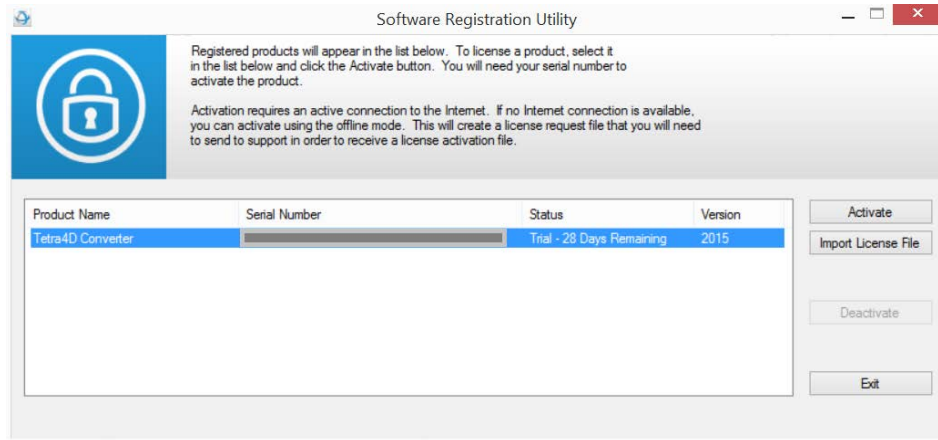 Software Registration Utility
Registered products will appear in the list below. To license a product, select it
in the list below and click the Activate button. You will need your serial number to
activate the product.
Activation requires an active connection to the Internet. If no Internet connection is available,
you can activate using the offline mode. This will create a license request file that you will need
to send to support in order to receive a license activation file.
Product Name Serial Number Status Version
Tetra4D Converter Trial - 28 Days Remaining 2015
Activate
Import License File
Deactivate
Exit